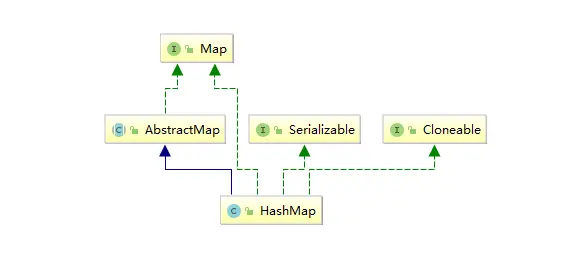 I Map
C AbstractMap
I Serializable
I Cloneable
C HashMap